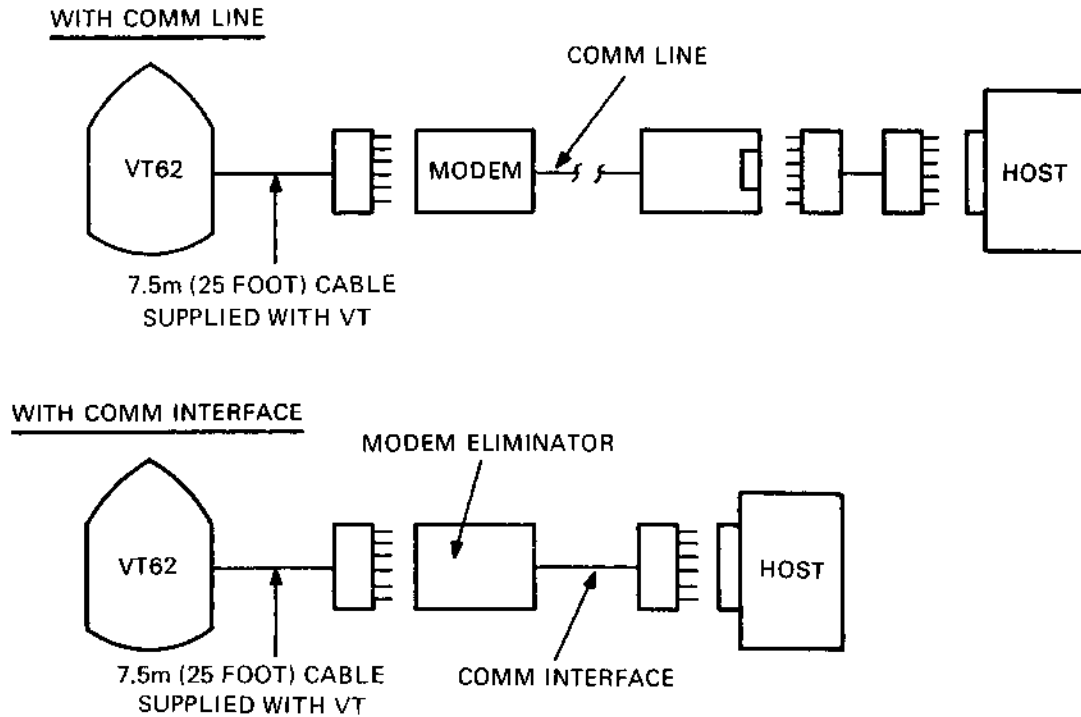 WITH COMM LINE
COMM LINE
VT62
MODEM
HOST
7.5m (25 FOOT) CABLE
SUPPLIED WITH VT
WITH COMM INTERFACE
MODEM ELIMINATOR
VT62
HOST
7.5m (25 FOOT) CABLE
SUPPLIED WITH VT
COMM INTERFACE